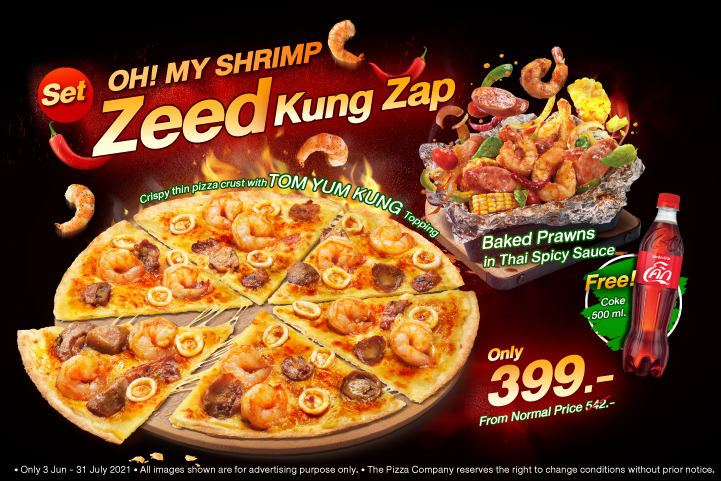 Set
OH! MY SHRIMP
Zeed Kung Zap
Crispy thin pizza crust with TOM YUM KUNG Topping
Baked Prawns
in Thai Spicy Sauce
Free!
Coke
500 ml.
โค้ก
Only
399.-
From Normal Price 542.-
• Only 3 Jun - 31 July 2021 • All images shown are for advertising purpose only. • The Pizza Company reserves the right to change conditions without prior notice.